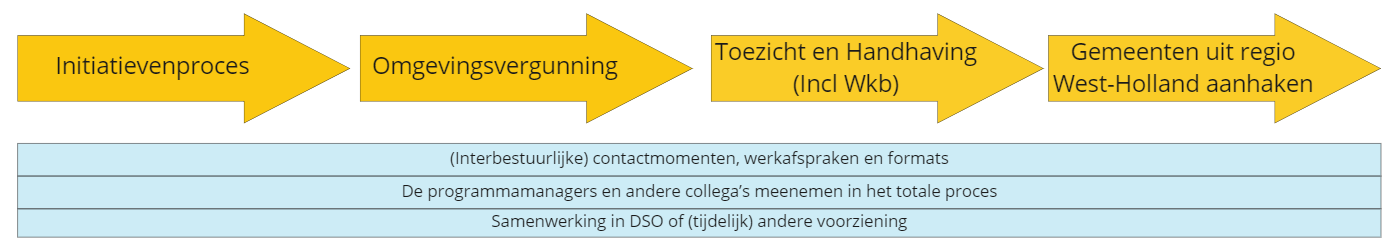 Initiatievenproces
Omgevingsvergunning
Toezicht en Handhaving
(Incl Wkb)
Gemeenten uit regio
West-Holland aanhaken
(Interbestuurlijke) contactmomenten, werkafspraken en formats
De programmamanagers en andere collega's meenemen in het totale proces
Samenwerking in DSO of (tijdelijk) andere voorziening